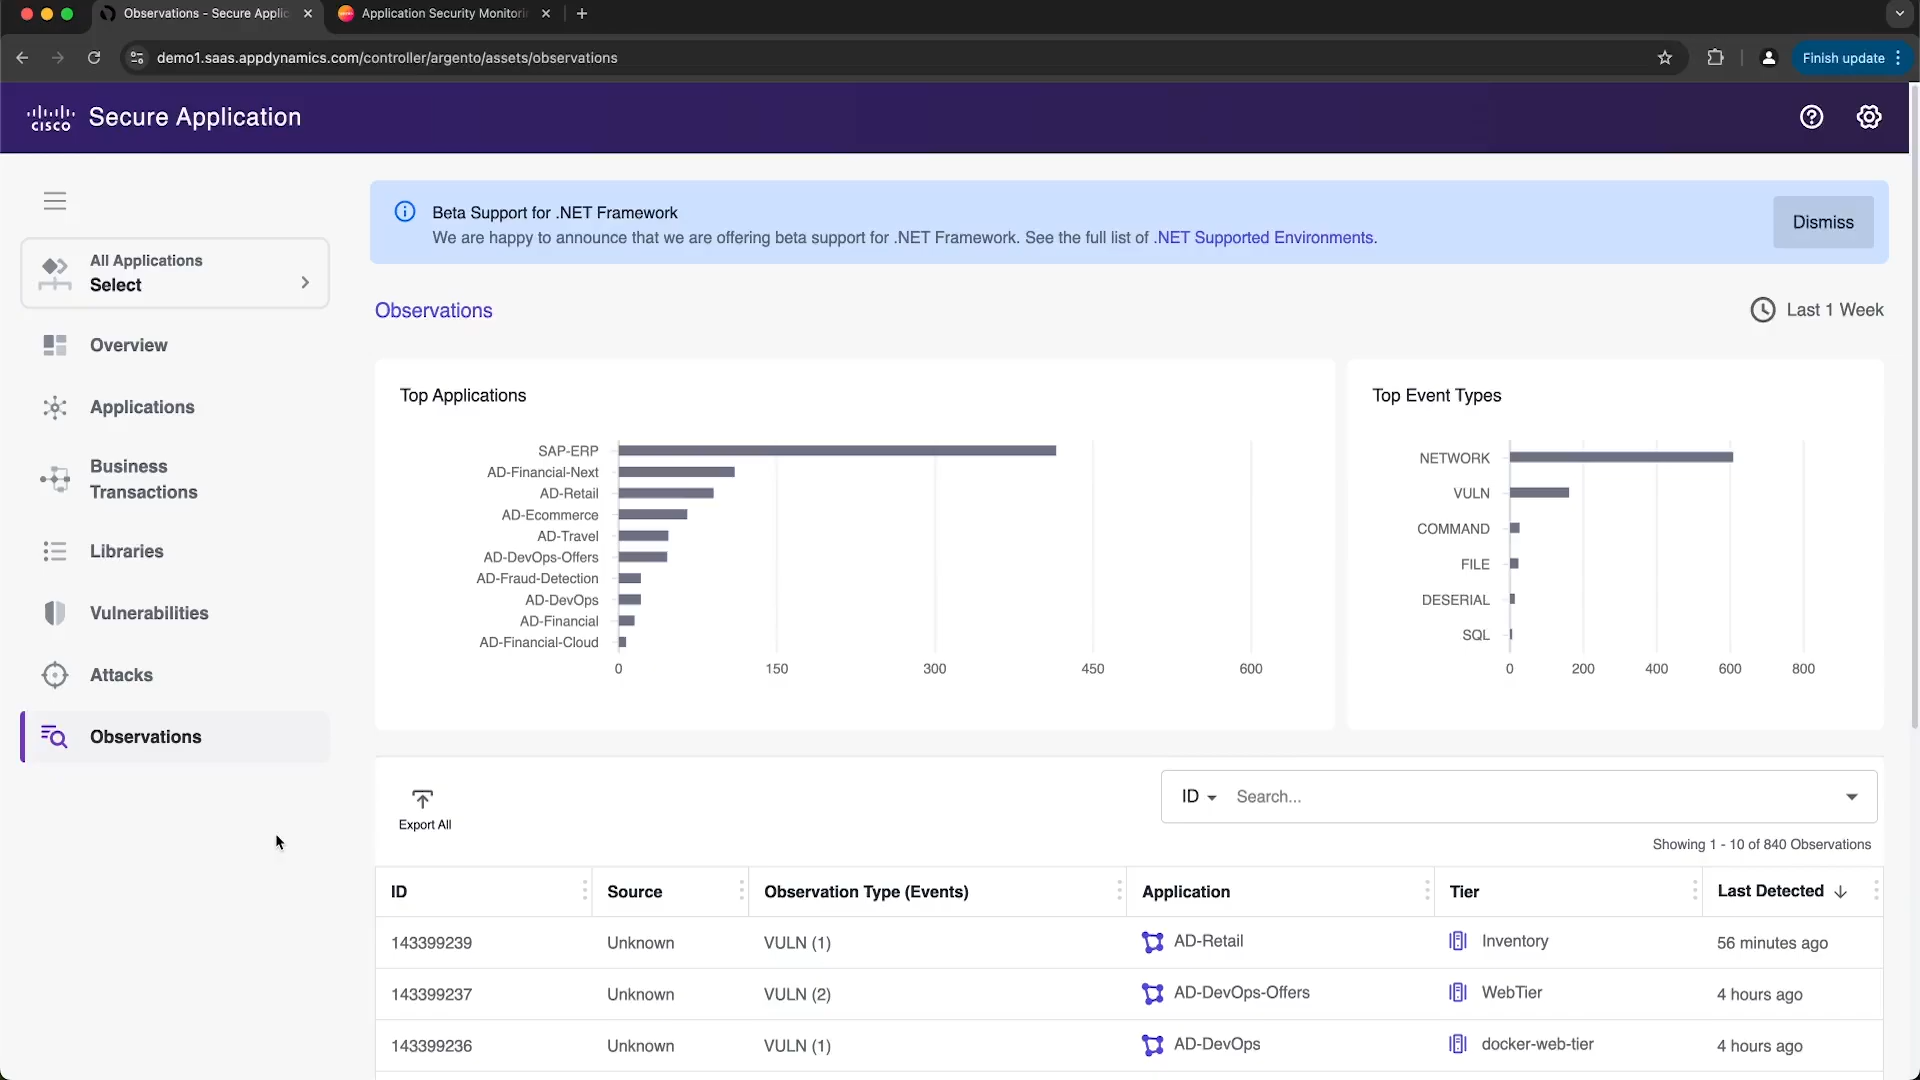 Observations - Secure Applic
Application Security Monitorin
demo1.saas.appdynamics.com/controller/argento/assets/observations
Finish update
CISCO
Secure Application
All Applications
Select
Overview
Applications
Business
Transactions
Libraries
Vulnerabilities
Attacks
Observations
Beta Support for .NET Framework
We are happy to announce that we are offering beta support for .NET Framework. See the full list of .NET Supported Environments.
Dismiss
Observations
Last 1 Week
Top Applications
SAP-ERP
AD-Financial-Next
AD-Retail
AD-Ecommerce
AD-Travel
AD-DevOps-Offers
AD-Fraud-Detection
AD-DevOps
AD-Financial
AD-Financial-Cloud
0 150 300 450 600
Top Event Types
NETWORK
VULN
COMMAND
FILE
DESERIAL
SQL
0 200 400 600 800
Export All
ID Search...
Showing 1 - 10 of 840 Observations
ID Source Observation Type (Events) Application Tier Last Detected
143399239 Unknown VULN (1) AD-Retail Inventory 56 minutes ago
143399237 Unknown VULN (2) AD-DevOps-Offers WebTier 4 hours ago
143399236 Unknown VULN (1) AD-DevOps docker-web-tier 4 hours ago